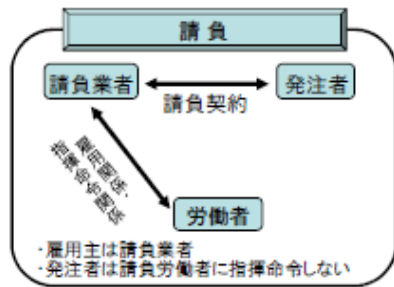 請負
請負業者
発注者
請負契約
雇用関係、
指揮命令関係
労働者
・雇用主は請負業者
・発注者は請負労働者に指揮命令しない